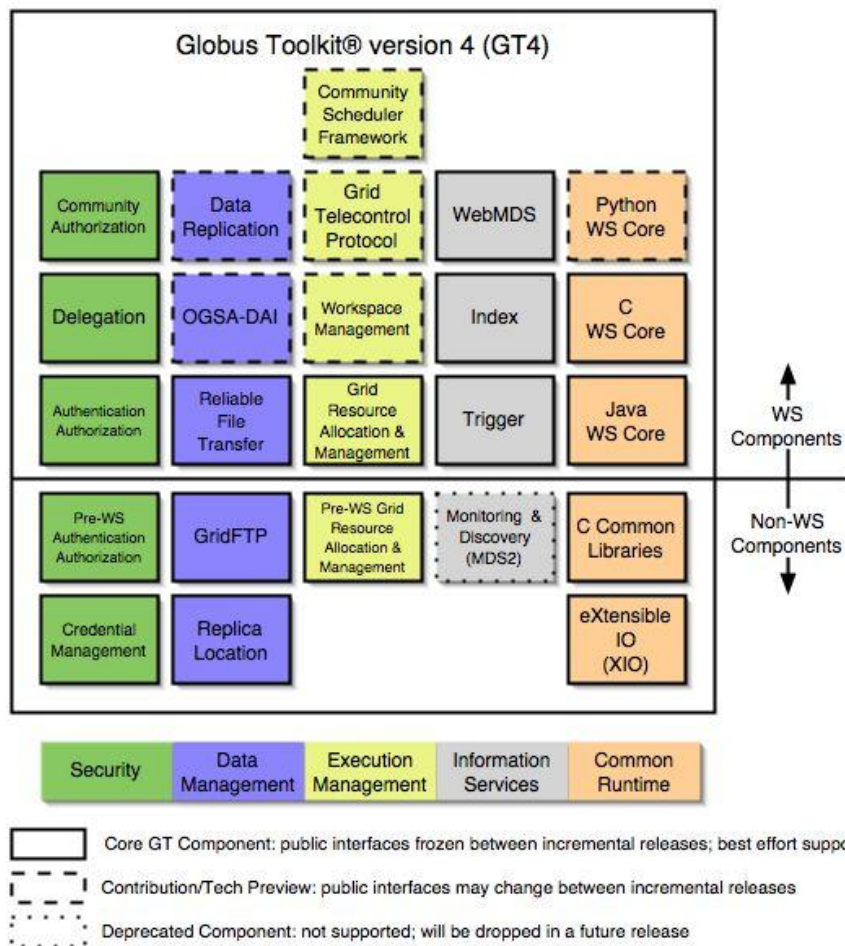 Globus Toolkit® version 4 (GT4)
Community
Scheduler
Framework
Community
Authorization
Data
Replication
Grid
Telecontrol
Protocol
WebMDS
Python
WS Core
Delegation
OGSA-DAI
Workspace
Management
Index
C
WS Core
Authentication
Authorization
Reliable
File
Transfer
Grid
Resource
Allocation &
Management
Trigger
Java
WS Core
WS
Components
Non-WS
Components
Pre-WS
Authentication
Authorization
GridFTP
Pre-WS Grid
Resource
Allocation &
Management
Monitoring &
Discovery
(MDS2)
C Common
Libraries
Credential
Management
Replica
Location
eXtensible
IO
(XIO)
Security
Data
Management
Execution
Management
Information
Services
Common
Runtime
Core GT Component: public interfaces frozen between incremental releases; best effort suppo
Contribution/Tech Preview: public interfaces may change between incremental releases
Deprecated Component: not supported; will be dropped in a future release